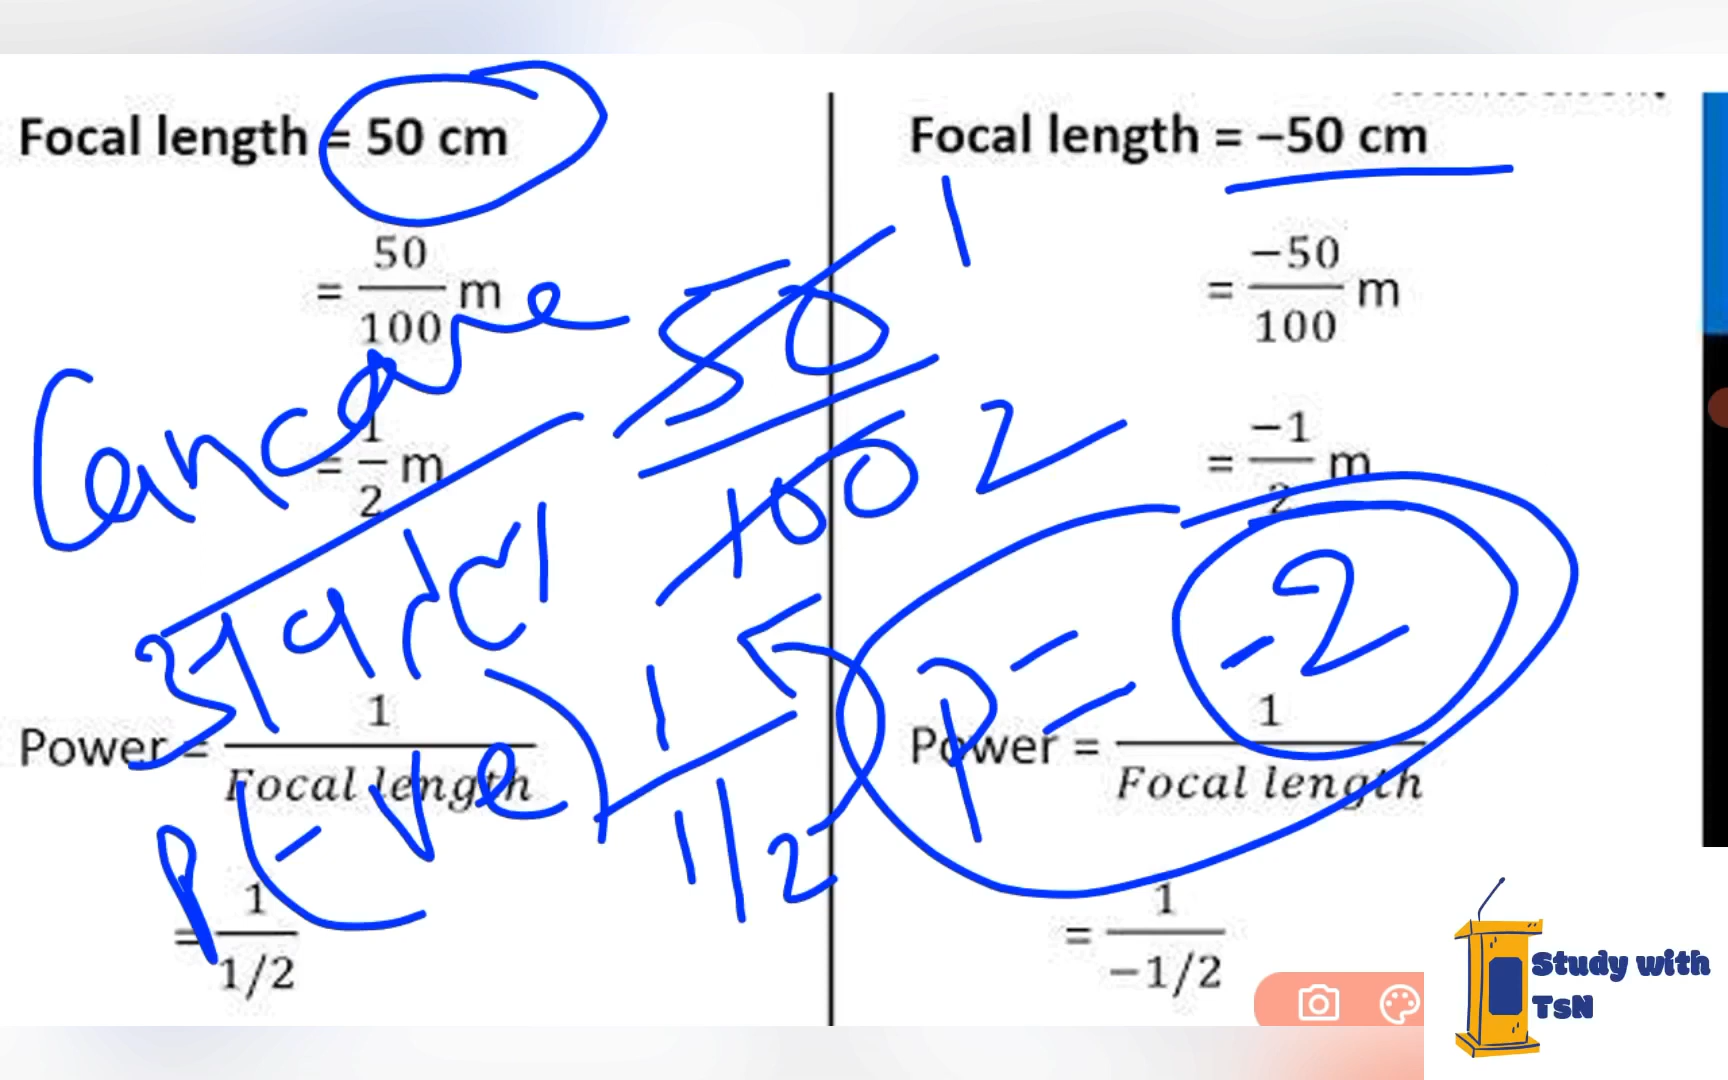 Focal length = 50 cm
= 50/100 m
= 1/2 m
Power = 1/Focal length
= 1/1/2
Focal length = −50 cm
= −50/100 m
= −1/2 m
Power = 1/Focal length
= 1/−1/2
50 1
100 2
1
1/2
P = -2
P -ve
Study with
TsN